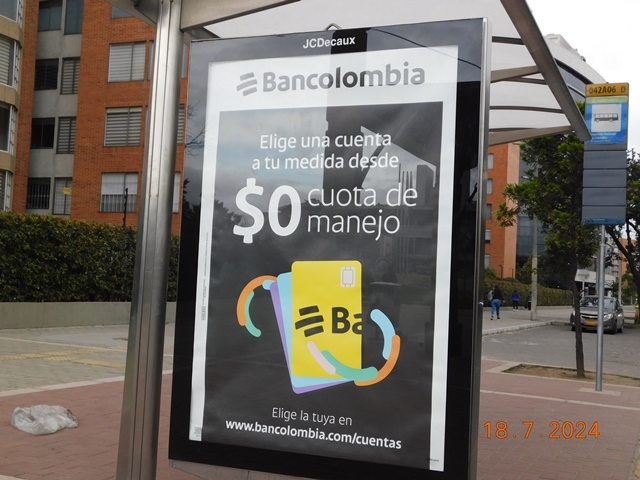 JCDecaux
Bancolombia
Elige una cuenta
a tu medida desde
$0 cuota de
manejo
Ba
Elige la tuya en
www.bancolombia.com/cuentas
042A06 D
18.7.2024